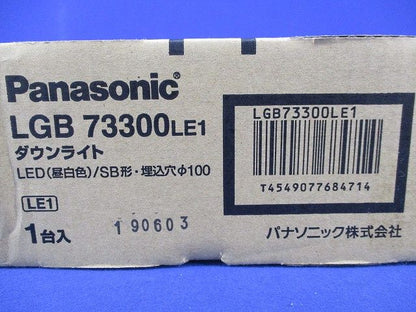 Panasonic®
LGB 73300LE1
ダウンライト
LED(昼白色)/SB形・埋込穴φ100
LE1
1台入
190603
LGB73300LE1
T4549077684714
パナソニック株式会社